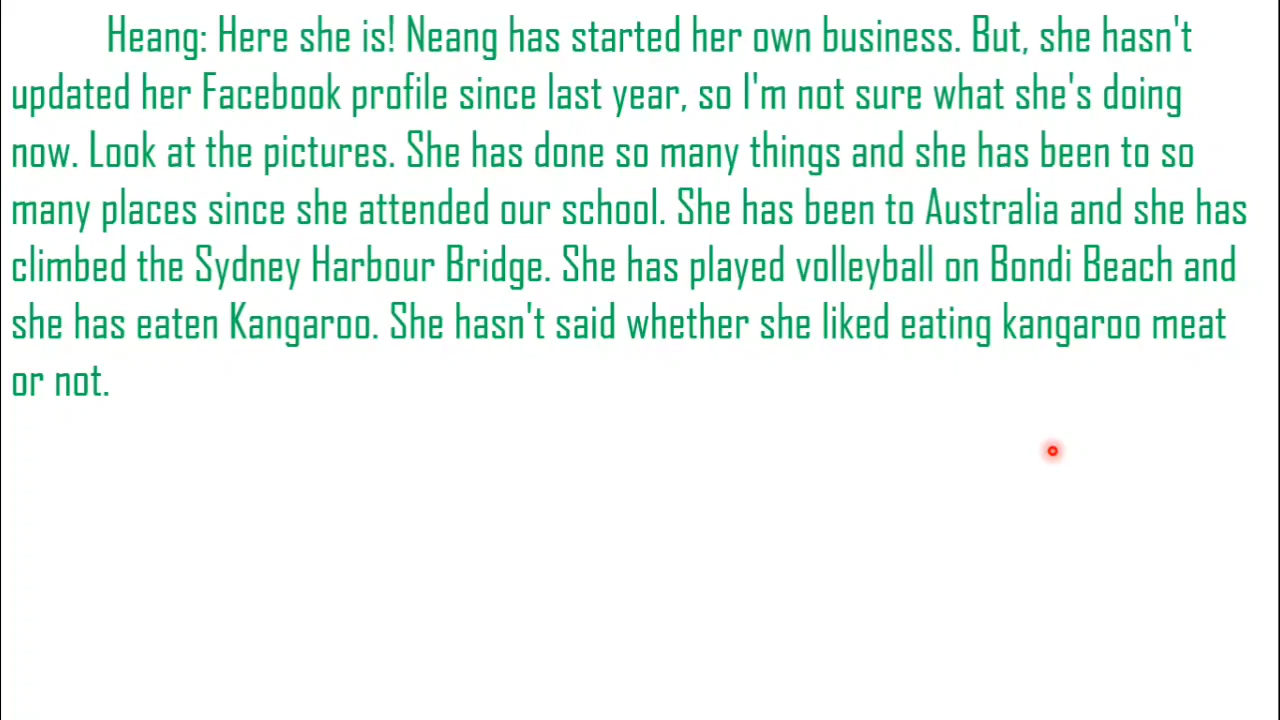 Heang: Here she is! Neang has started her own business. But, she hasn't
updated her Facebook profile since last year, so I'm not sure what she's doing
now. Look at the pictures. She has done so many things and she has been to so
many places since she attended our school. She has been to Australia and she has
climbed the Sydney Harbour Bridge. She has played volleyball on Bondi Beach and
she has eaten Kangaroo. She hasn't said whether she liked eating kangaroo meat
or not.